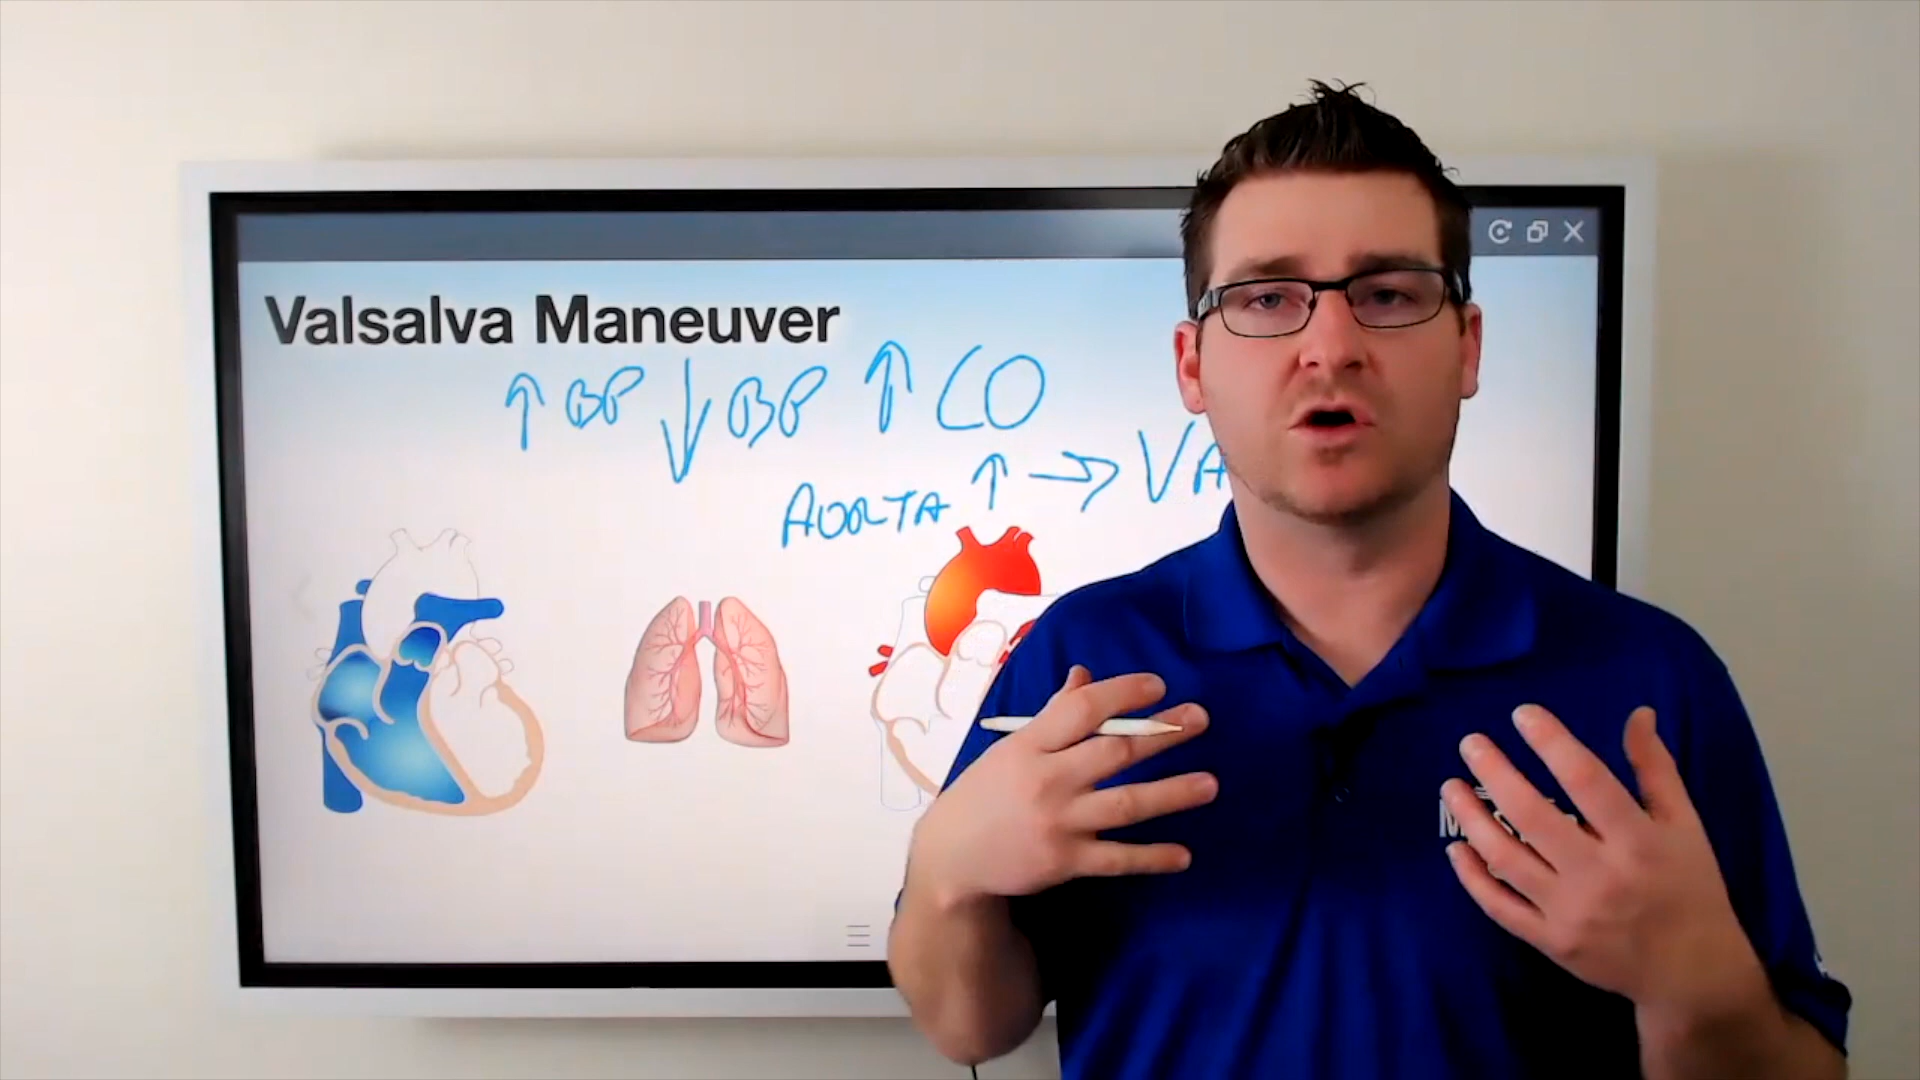 Valsalva Maneuver
↑ BP ↓ BP ↑ CO
AORTA ↑ → VA